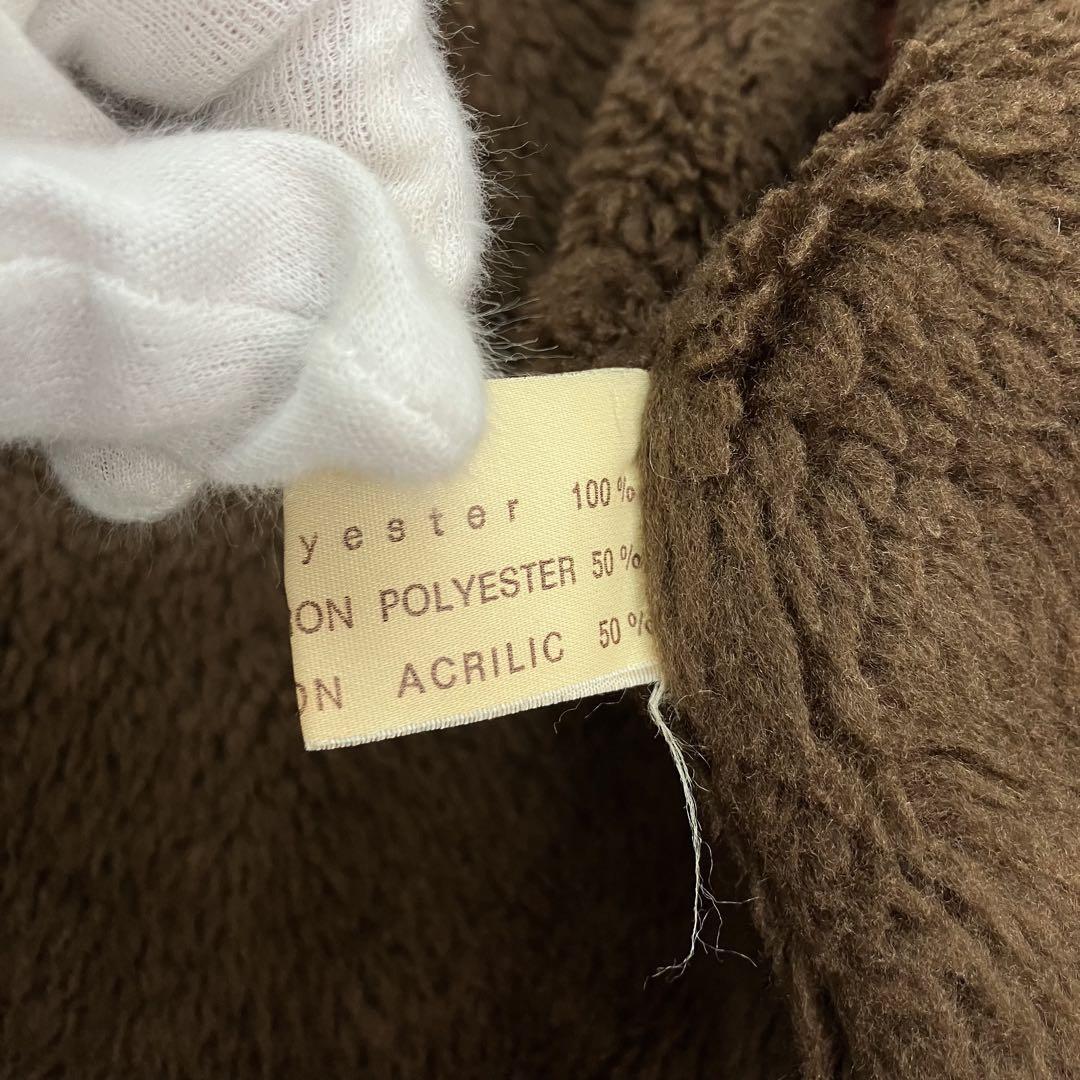 yester 100%
ON POLYESTER 50%
ON ACRILIC 50%